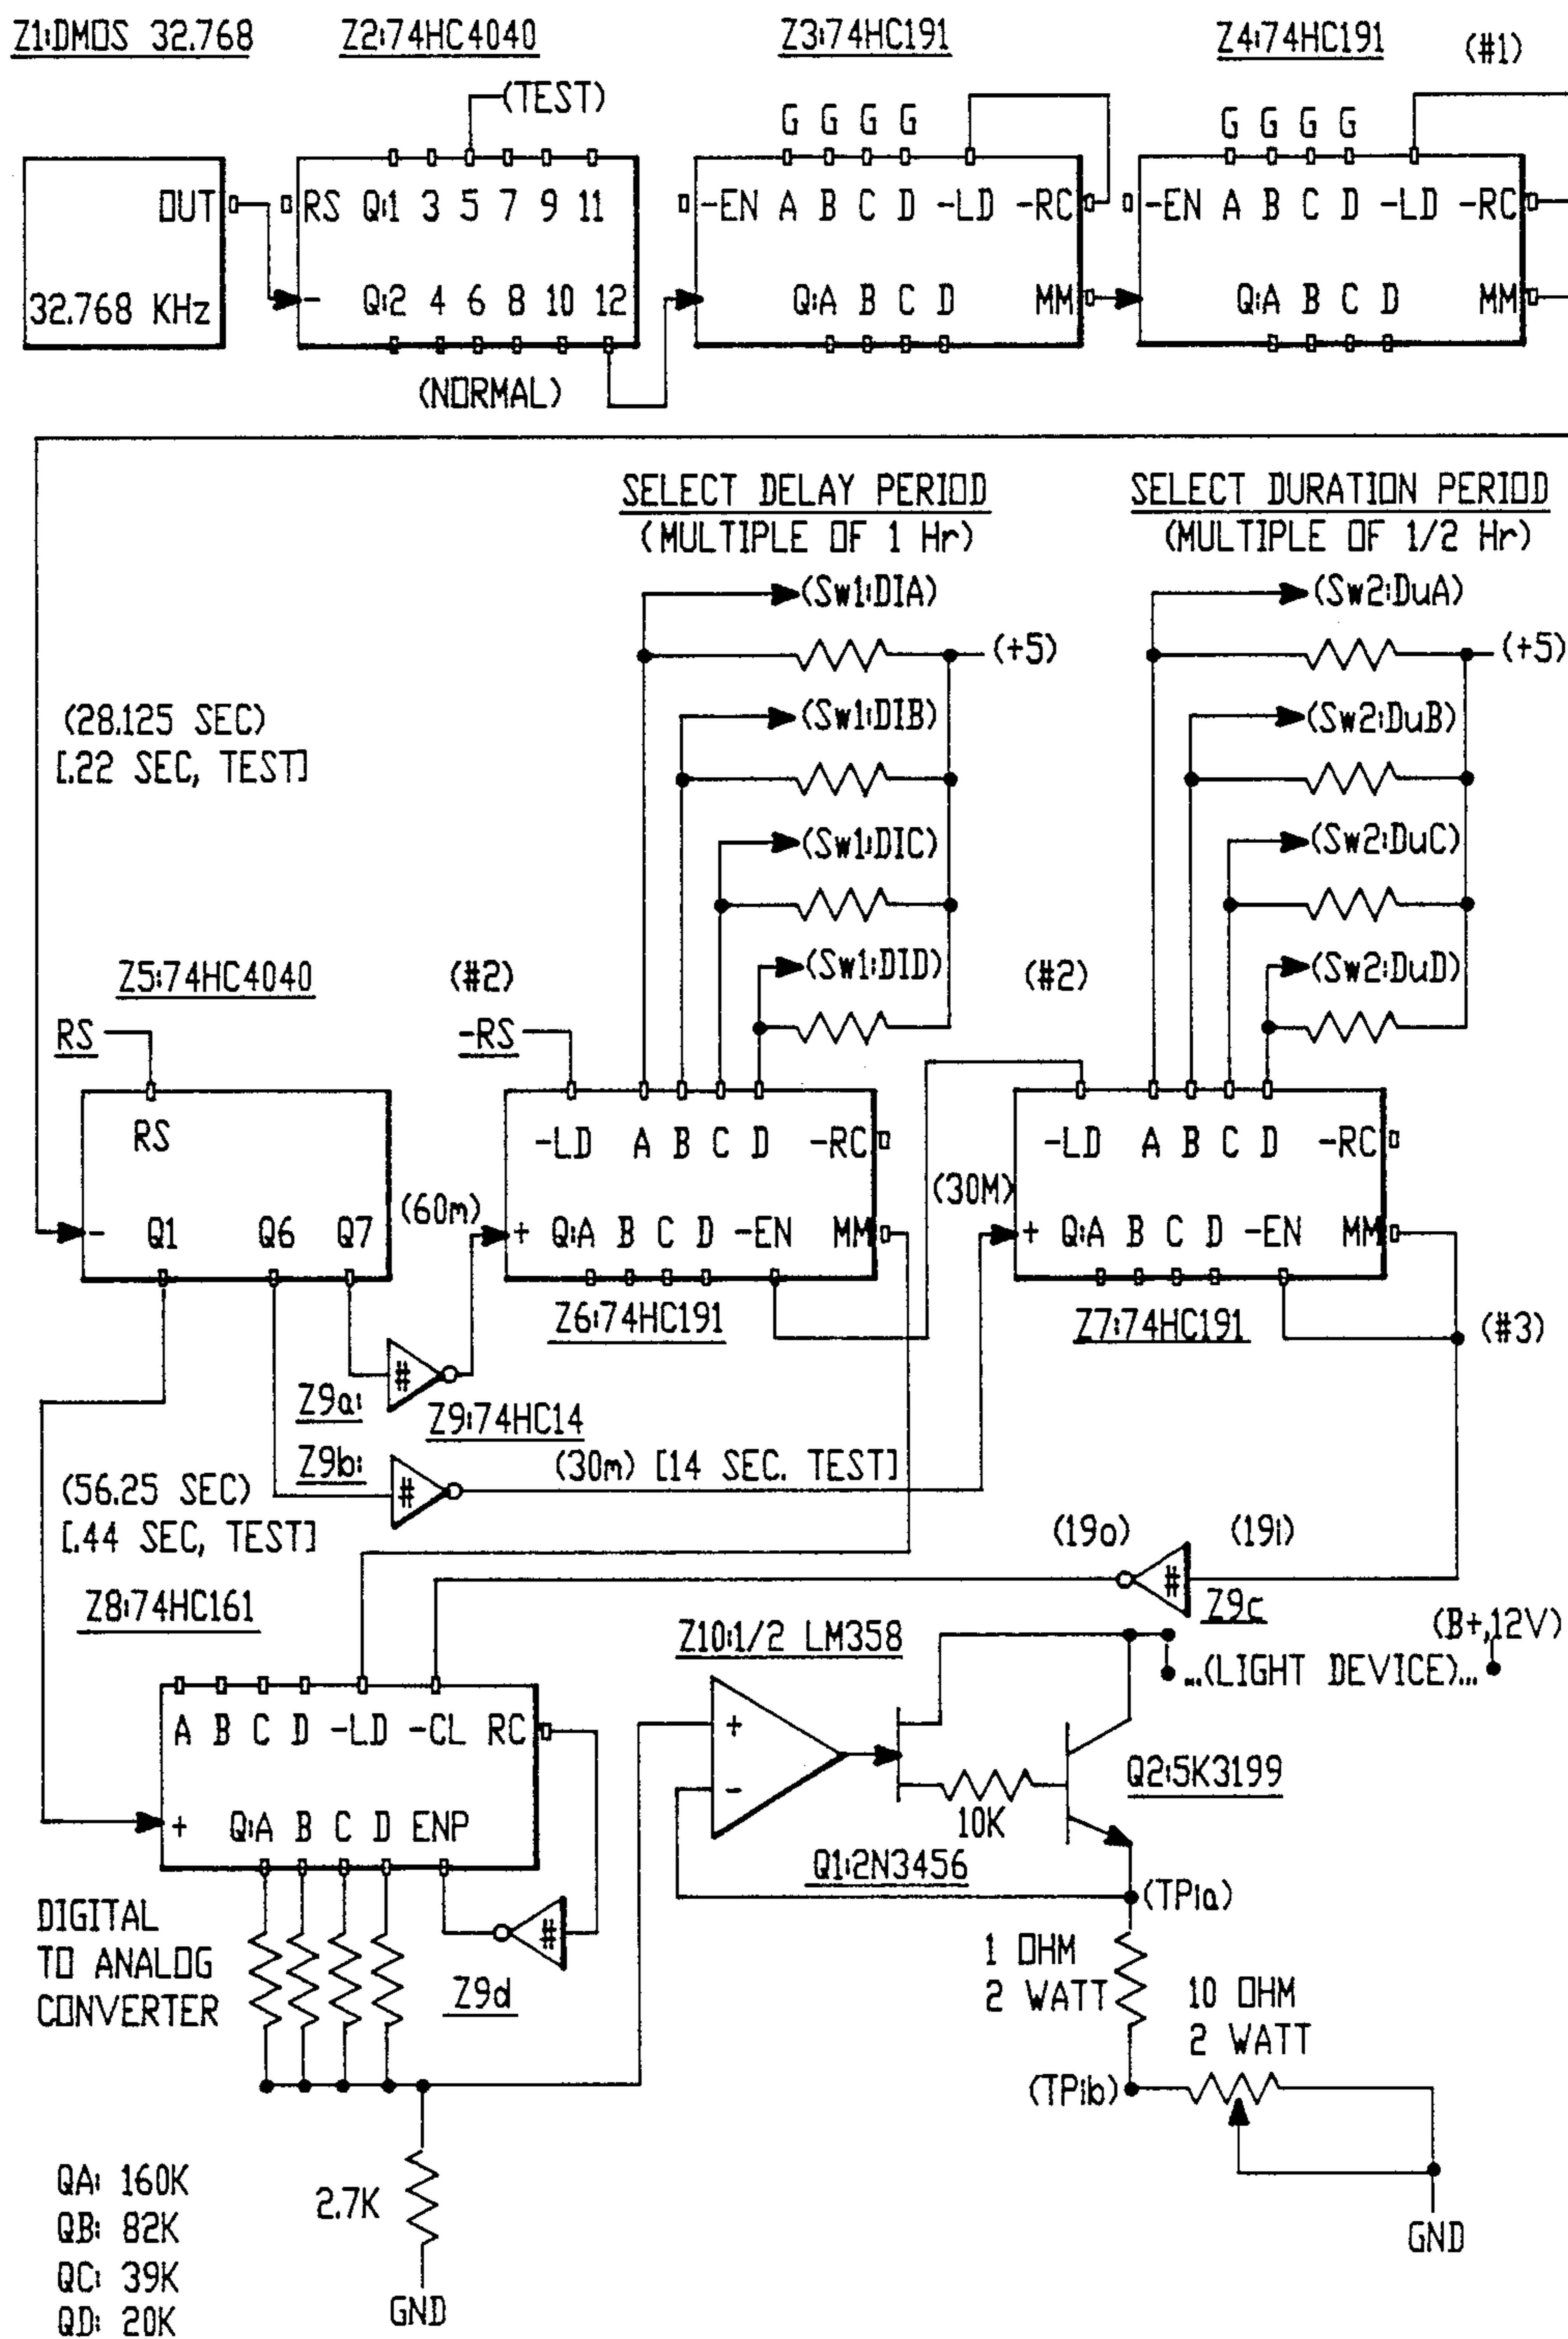 Z1:DMOS 32.768
Z2:74HC4040
Z3:74HC191
Z4:74HC191
(#1)
(TEST)
G G G G
G G G G
OUT
RS Q:1 3 5 7 9 11
-EN A B C D -LD -RC
-EN A B C D -LD -RC
32.768 KHz
- Q:2 4 6 8 10 12
Q:A B C D MM
Q:A B C D MM
(NORMAL)
SELECT DELAY PERIOD
(MULTIPLE OF 1 Hr)
SELECT DURATION PERIOD
(MULTIPLE OF 1/2 Hr)
(Sw1:DIA)
(Sw2:DuA)
(+5)
(+5)
(28.125 SEC)
[.22 SEC, TEST]
(Sw1:DIB)
(Sw2:DuB)
(Sw1:DIC)
(Sw2:DuC)
(Sw1:DID)
(Sw2:DuD)
Z5:74HC4040
(#2)
(#2)
RS
-RS
RS
-LD A B C D -RC
-LD A B C D -RC
(60m)
(30M)
- Q1 Q6 Q7
+ Q:A B C D -EN MM
+ Q:A B C D -EN MM
Z6:74HC191
Z7:74HC191
(#3)
#
Z9a:
Z9:74HC14
Z9b:
#
(30m) [14 SEC. TEST]
(56.25 SEC)
[.44 SEC, TEST]
(19o)
(19i)
#
Z9c
Z8:74HC161
Z10:1/2 LM358
(B+,12V)
...(LIGHT DEVICE)...
A B C D -LD -CL RC
+
-
Q2:5K3199
10K
+ Q:A B C D ENP
Q1:2N3456
(TPia)
DIGITAL
TO ANALOG
CONVERTER
#
Z9d
1 OHM
2 WATT
10 OHM
2 WATT
(TPib)
QA: 160K
QB: 82K
QC: 39K
QD: 20K
2.7K
GND
GND